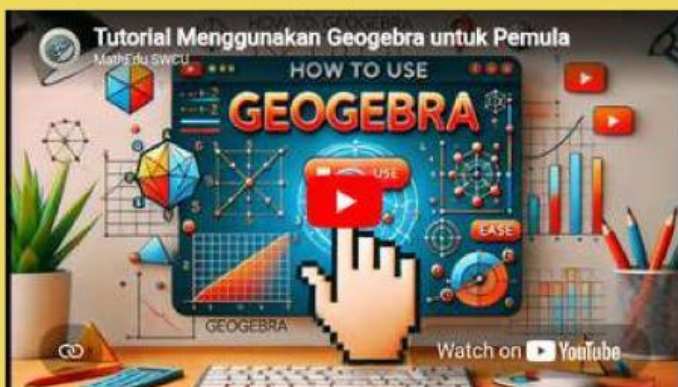 Tutorial Menggunakan Geogebra untuk Pemula
MathEdu SWCU
HOW TO USE
GEOGEBRA
USE
EASE
GEOGEBRA
Watch on YouTube